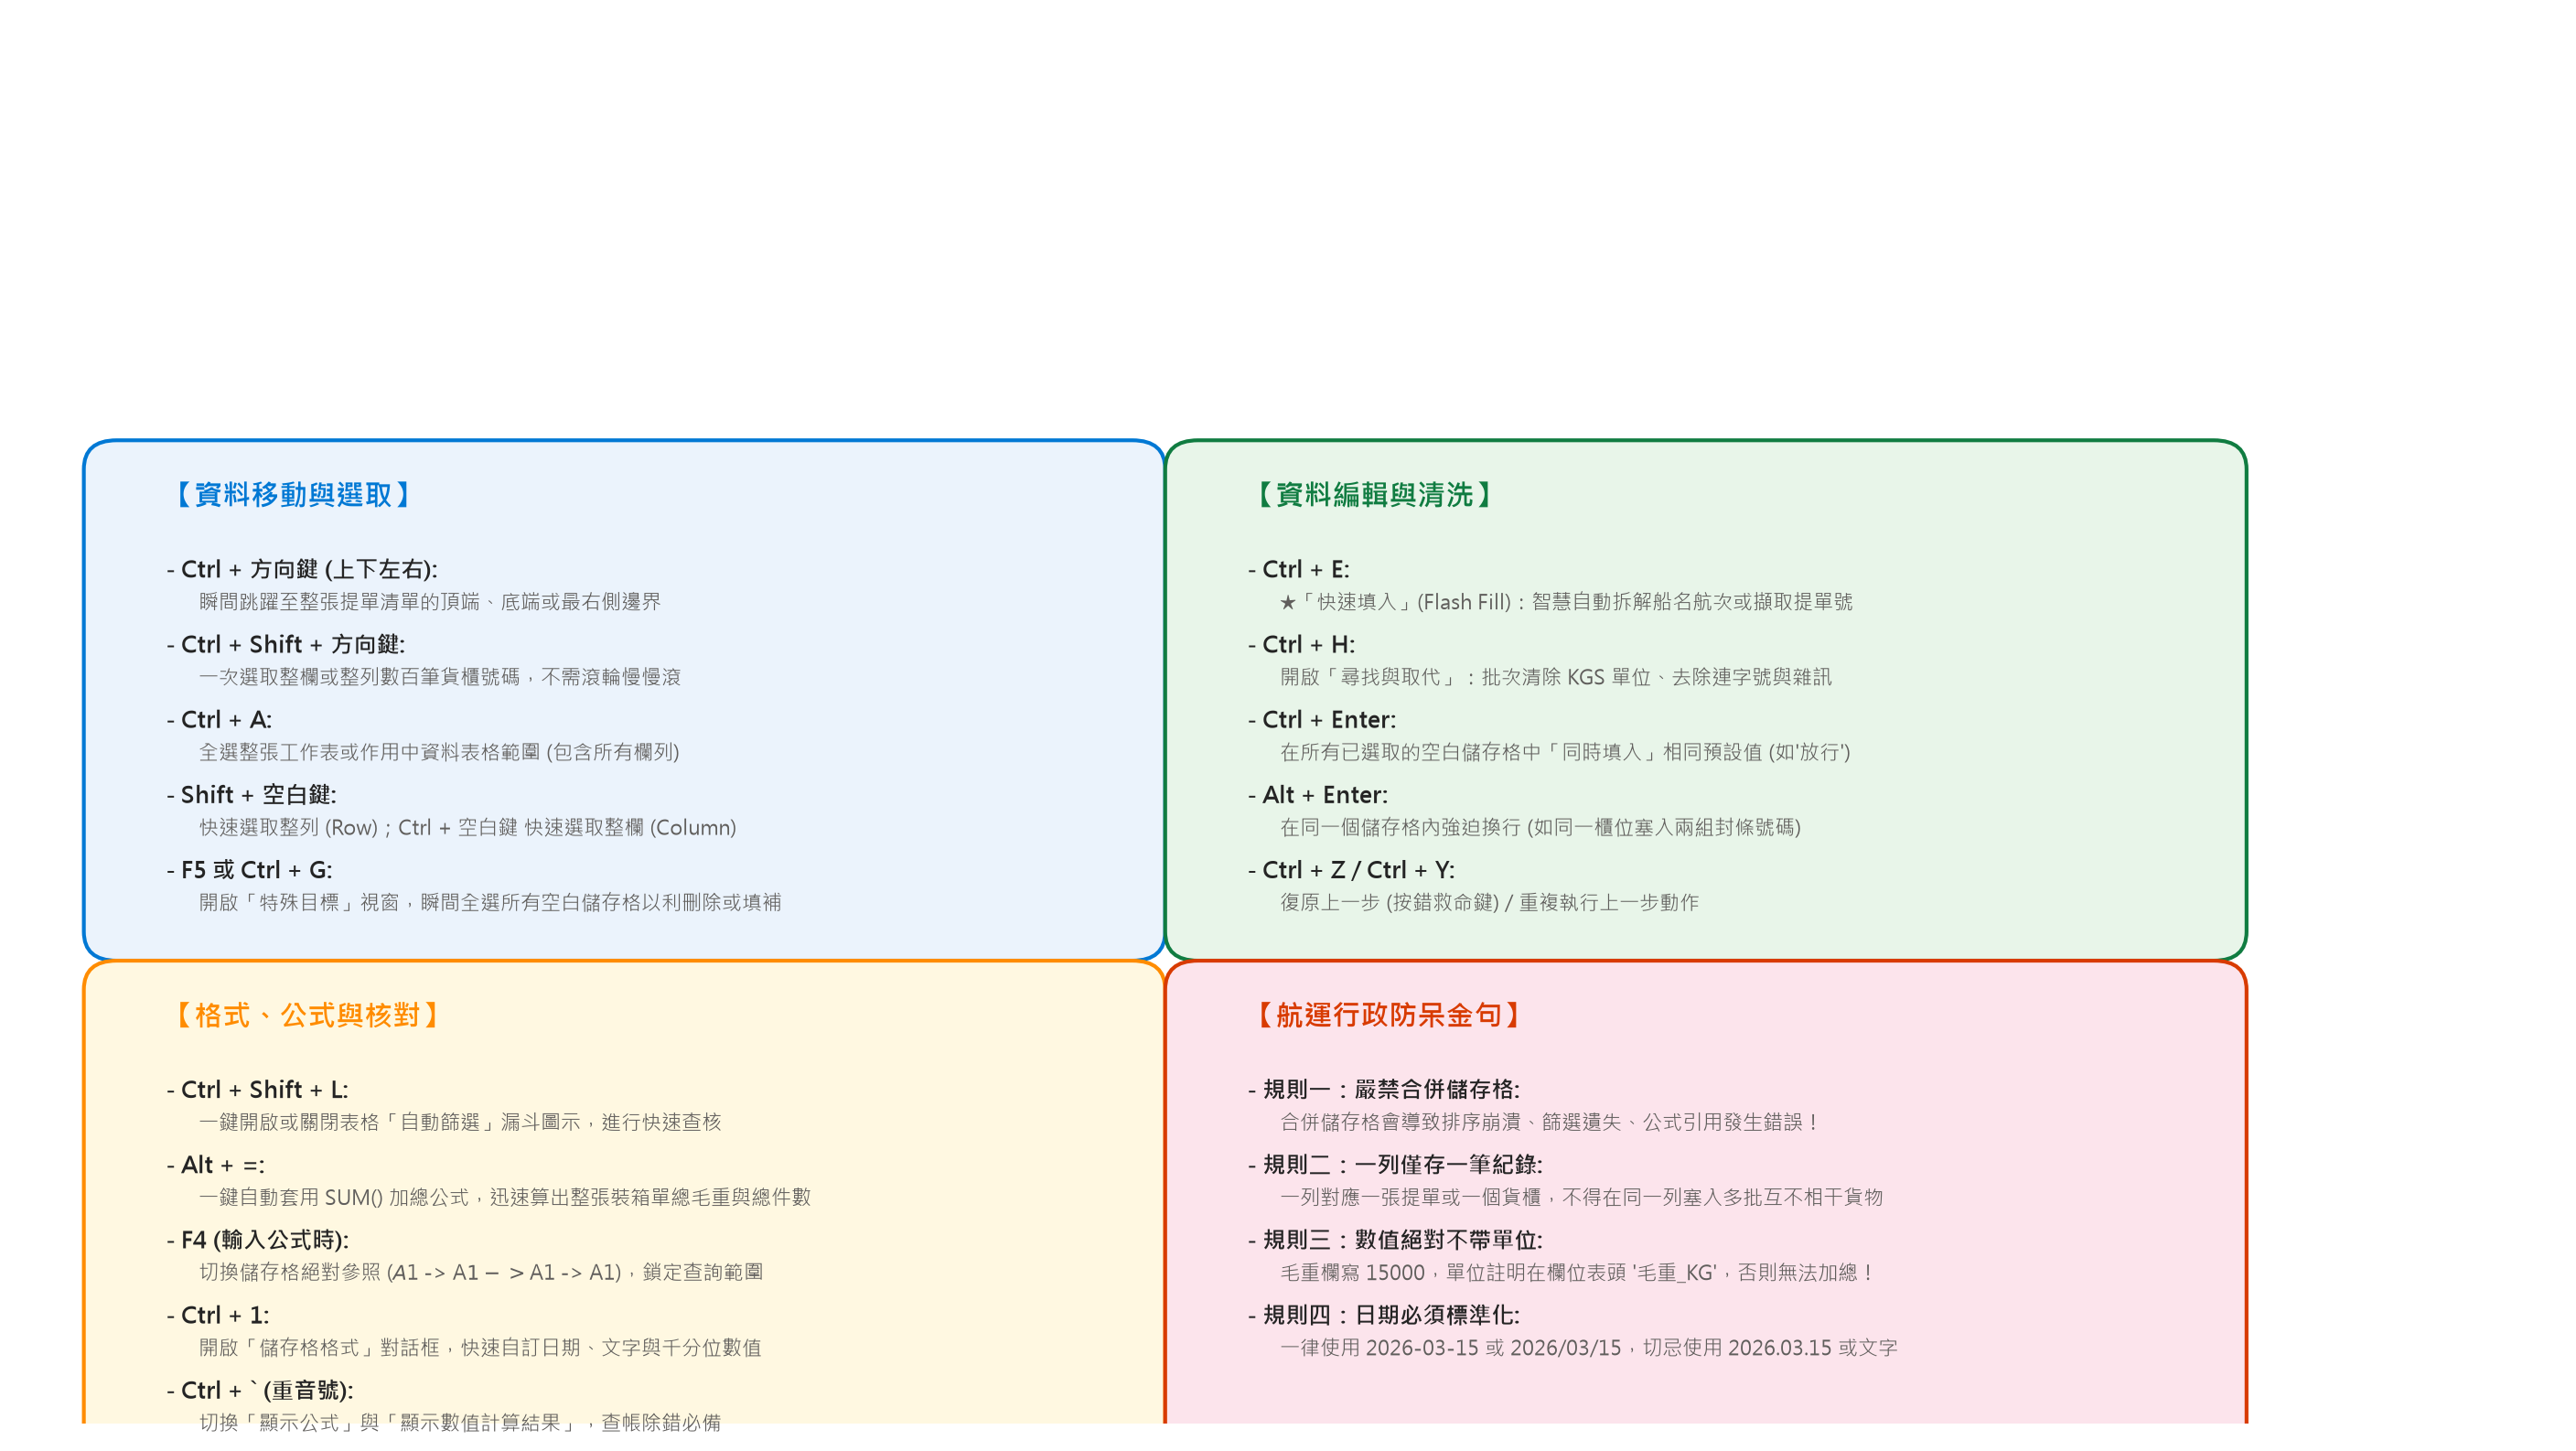 【資料移動與選取】
- Ctrl + 方向鍵 (上下左右):
瞬間跳躍至整張提單清單的頂端、底端或最右側邊界
- Ctrl + Shift + 方向鍵:
一次選取整欄或整列數百筆貨櫃號碼，不需滾輪慢慢滾
- Ctrl + A:
全選整張工作表或作用中資料表格範圍 (包含所有欄列)
- Shift + 空白鍵:
快速選取整列 (Row)；Ctrl + 空白鍵 快速選取整欄 (Column)
- F5 或 Ctrl + G:
開啟「特殊目標」視窗，瞬間全選所有空白儲存格以利刪除或填補
【資料編輯與清洗】
- Ctrl + E:
★「快速填入」(Flash Fill)：智慧自動拆解船名航次或擷取提單號
- Ctrl + H:
開啟「尋找與取代」：批次清除 KGS 單位、去除連字號與雜訊
- Ctrl + Enter:
在所有已選取的空白儲存格中「同時填入」相同預設值 (如'放行')
- Alt + Enter:
在同一個儲存格內強迫換行 (如同一櫃位塞入兩組封條號碼)
- Ctrl + Z / Ctrl + Y:
復原上一步 (按錯救命鍵) / 重複執行上一步動作
【格式、公式與核對】
- Ctrl + Shift + L:
一鍵開啟或關閉表格「自動篩選」漏斗圖示，進行快速查核
- Alt + =:
一鍵自動套用 SUM() 加總公式，迅速算出整張裝箱單總毛重與總件數
- F4 (輸入公式時):
切換儲存格絕對參照 (A1 -> A1 − > A1 -> A1)，鎖定查詢範圍
- Ctrl + 1:
開啟「儲存格格式」對話框，快速自訂日期、文字與千分位數值
- Ctrl + ` (重音號):
切換「顯示公式」與「顯示數值計算結果」，查帳除錯必備
【航運行政防呆金句】
- 規則一：嚴禁合併儲存格:
合併儲存格會導致排序崩潰、篩選遺失、公式引用發生錯誤！
- 規則二：一列僅存一筆紀錄:
一列對應一張提單或一個貨櫃，不得在同一列塞入多批互不相干貨物
- 規則三：數值絕對不帶單位:
毛重欄寫 15000，單位註明在欄位表頭 '毛重_KG'，否則無法加總！
- 規則四：日期必須標準化:
一律使用 2026-03-15 或 2026/03/15，切忌使用 2026.03.15 或文字